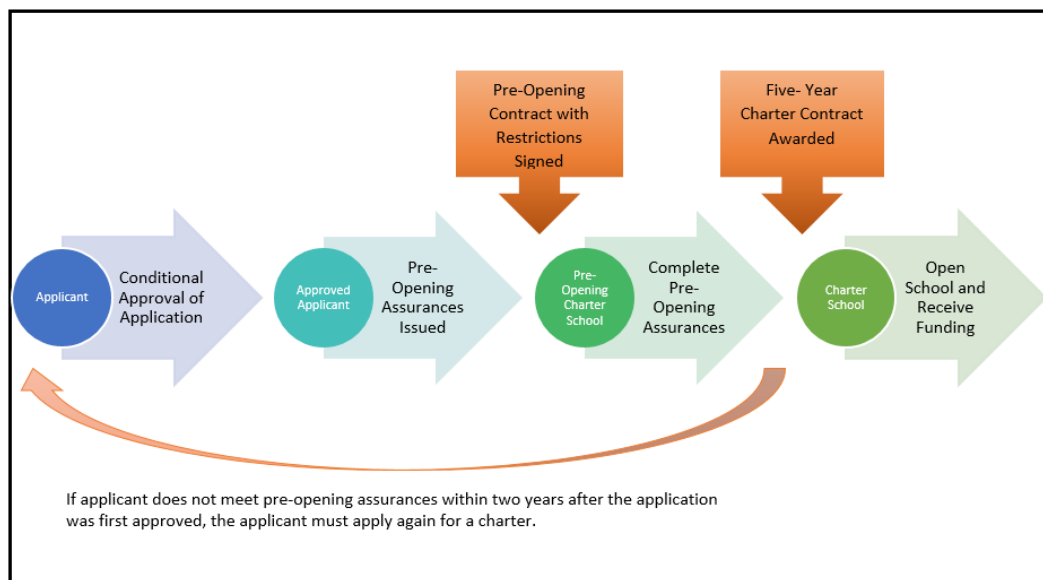 Pre-Opening
Contract with
Restrictions
Signed
Five- Year
Charter Contract
Awarded
Applicant
Conditional
Approval of
Application
Approved
Applicant
Pre-
Opening
Assurances
Issued
Pre-
Opening
Charter
School
Complete
Pre-
Opening
Assurances
Charter
School
Open
School and
Receive
Funding
If applicant does not meet pre-opening assurances within two years after the application
was first approved, the applicant must apply again for a charter.